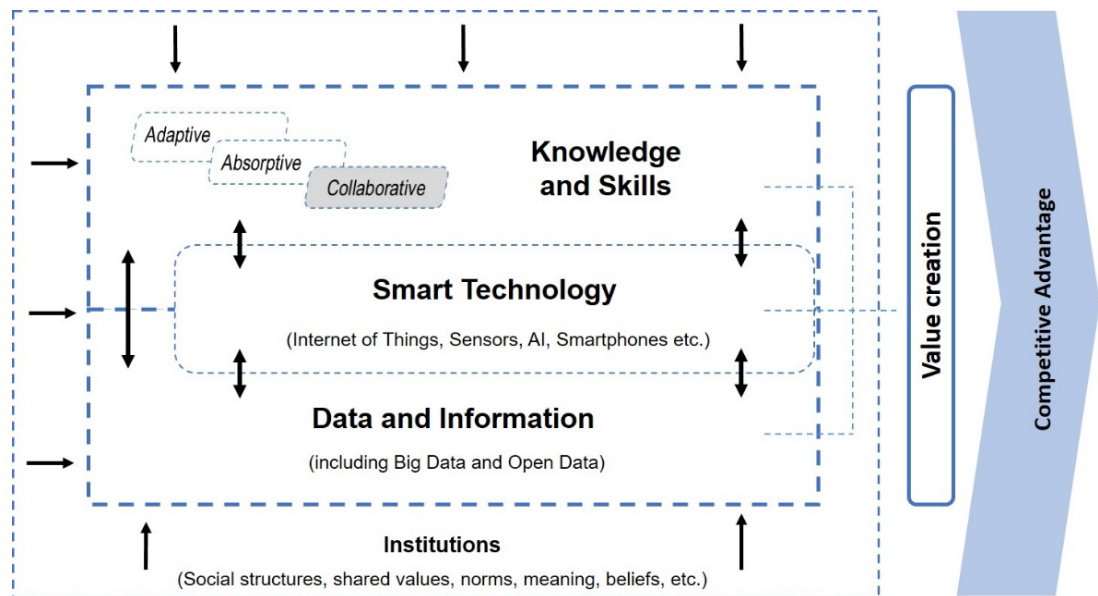 Adaptive
Absorptive
Collaborative
Knowledge
and Skills
Smart Technology
(Internet of Things, Sensors, AI, Smartphones etc.)
Data and Information
(including Big Data and Open Data)
Institutions
(Social structures, shared values, norms, meaning, beliefs, etc.)
Value creation
Competitive Advantage